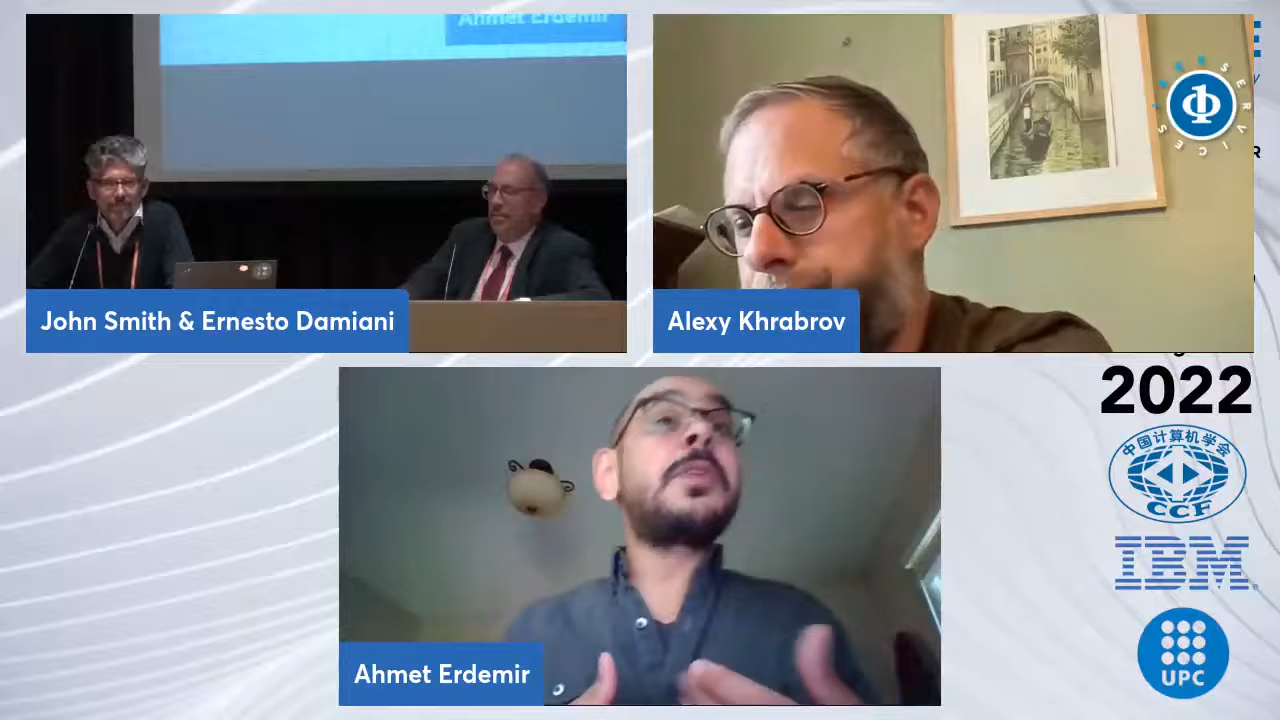 Ahmet Erdemir
John Smith & Ernesto Damiani
Alexy Khrabrov
SERVICES
2022
中国计算机学会
CCF
IBM
UPC
Ahmet Erdemir